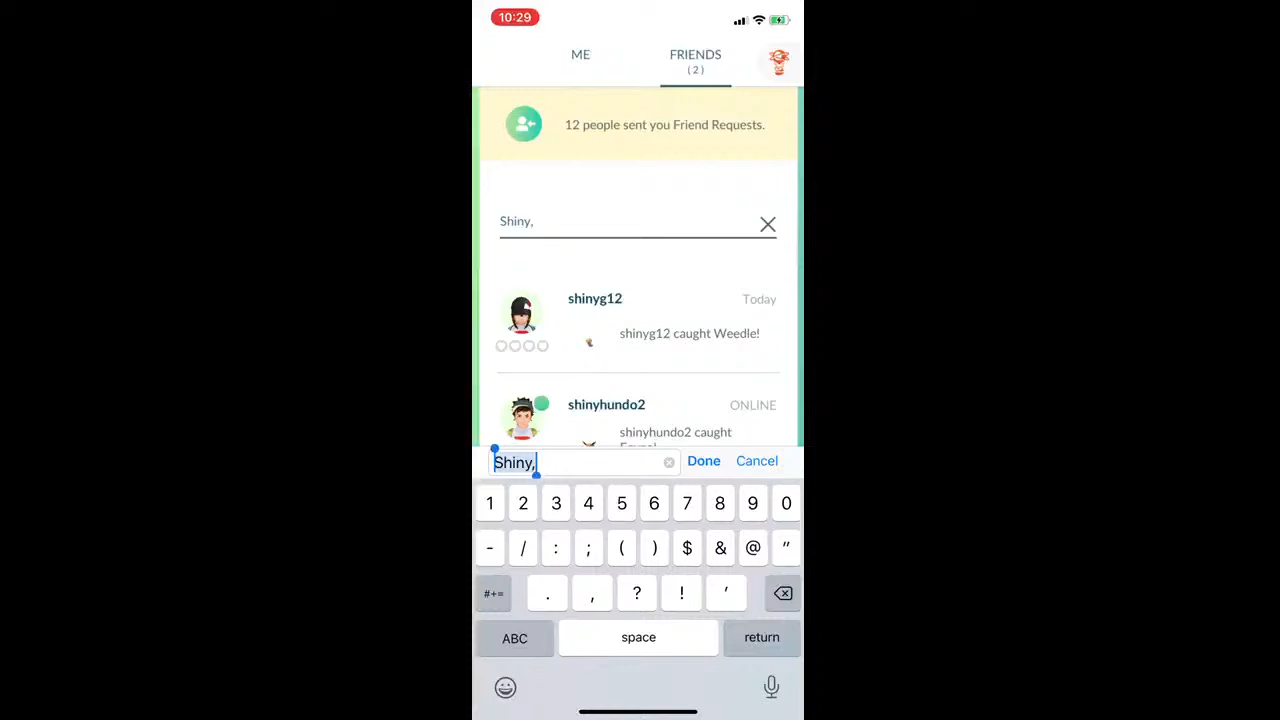 10:29
ME
FRIENDS
(2)
12 people sent you Friend Requests.
Shiny,
shinyg12
Today
shinyg12 caught Weedle!
shinyhundo2
ONLINE
shinyhundo2 caught
Shiny,
Done
Cancel
1 2 3 4 5 6 7 8 9 0
- / : ; ( ) $ & @ "
#+= . , ? ! '
ABC
space
return